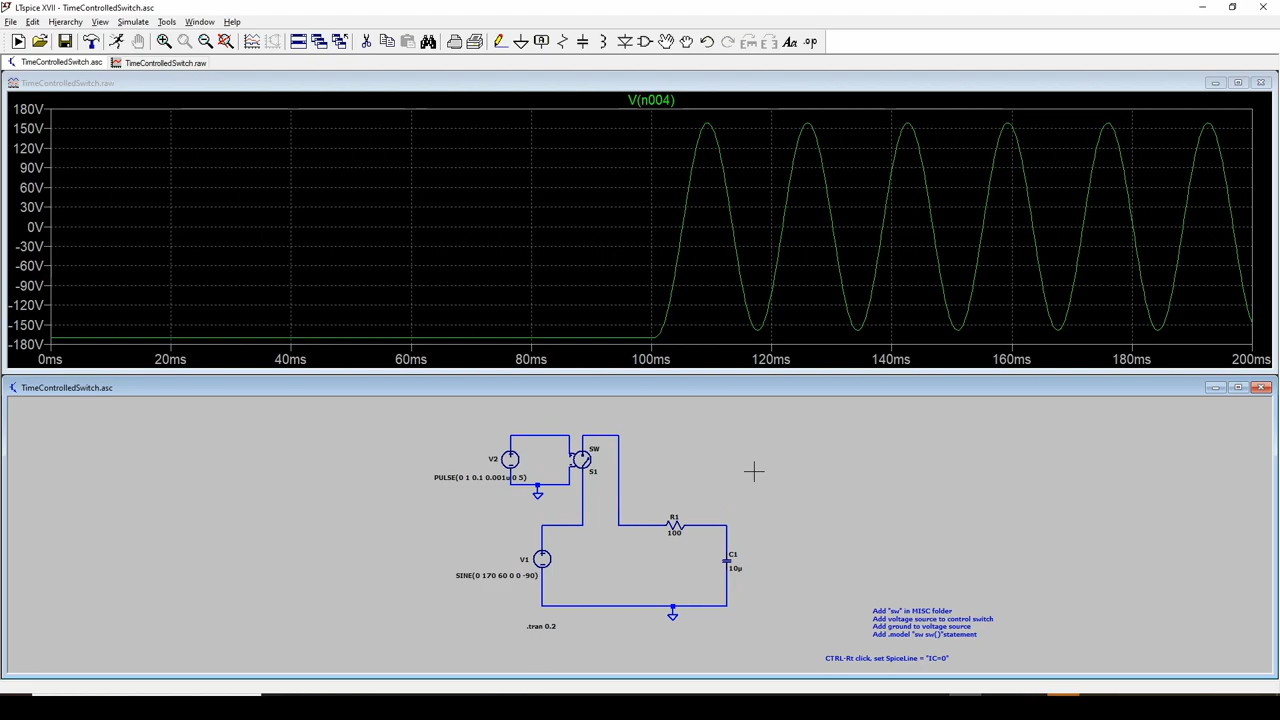 LTspice XVII - TimeControlledSwitch.asc
File Edit Hierarchy View Simulate Tools Window Help
TimeControlledSwitch.asc TimeControlledSwitch.raw
TimeControlledSwitch.raw
V(n004)
180V
150V
120V
90V
60V
30V
0V
-30V
-60V
-90V
-120V
-150V
-180V
0ms 20ms 40ms 60ms 80ms 100ms 120ms 140ms 160ms 180ms 200ms
TimeControlledSwitch.asc
SW
V2
S1
PULSE(0 1 0.1 0.001u 0 5)
R1
100
V1
C1
10µ
SINE(0 170 60 0 0 -90)
.tran 0.2
Add "sw" in MISC folder
Add voltage source to control switch
Add ground to voltage source
Add .model "sw sw()"statement
CTRL-Rt click, set SpiceLine = "IC=0"